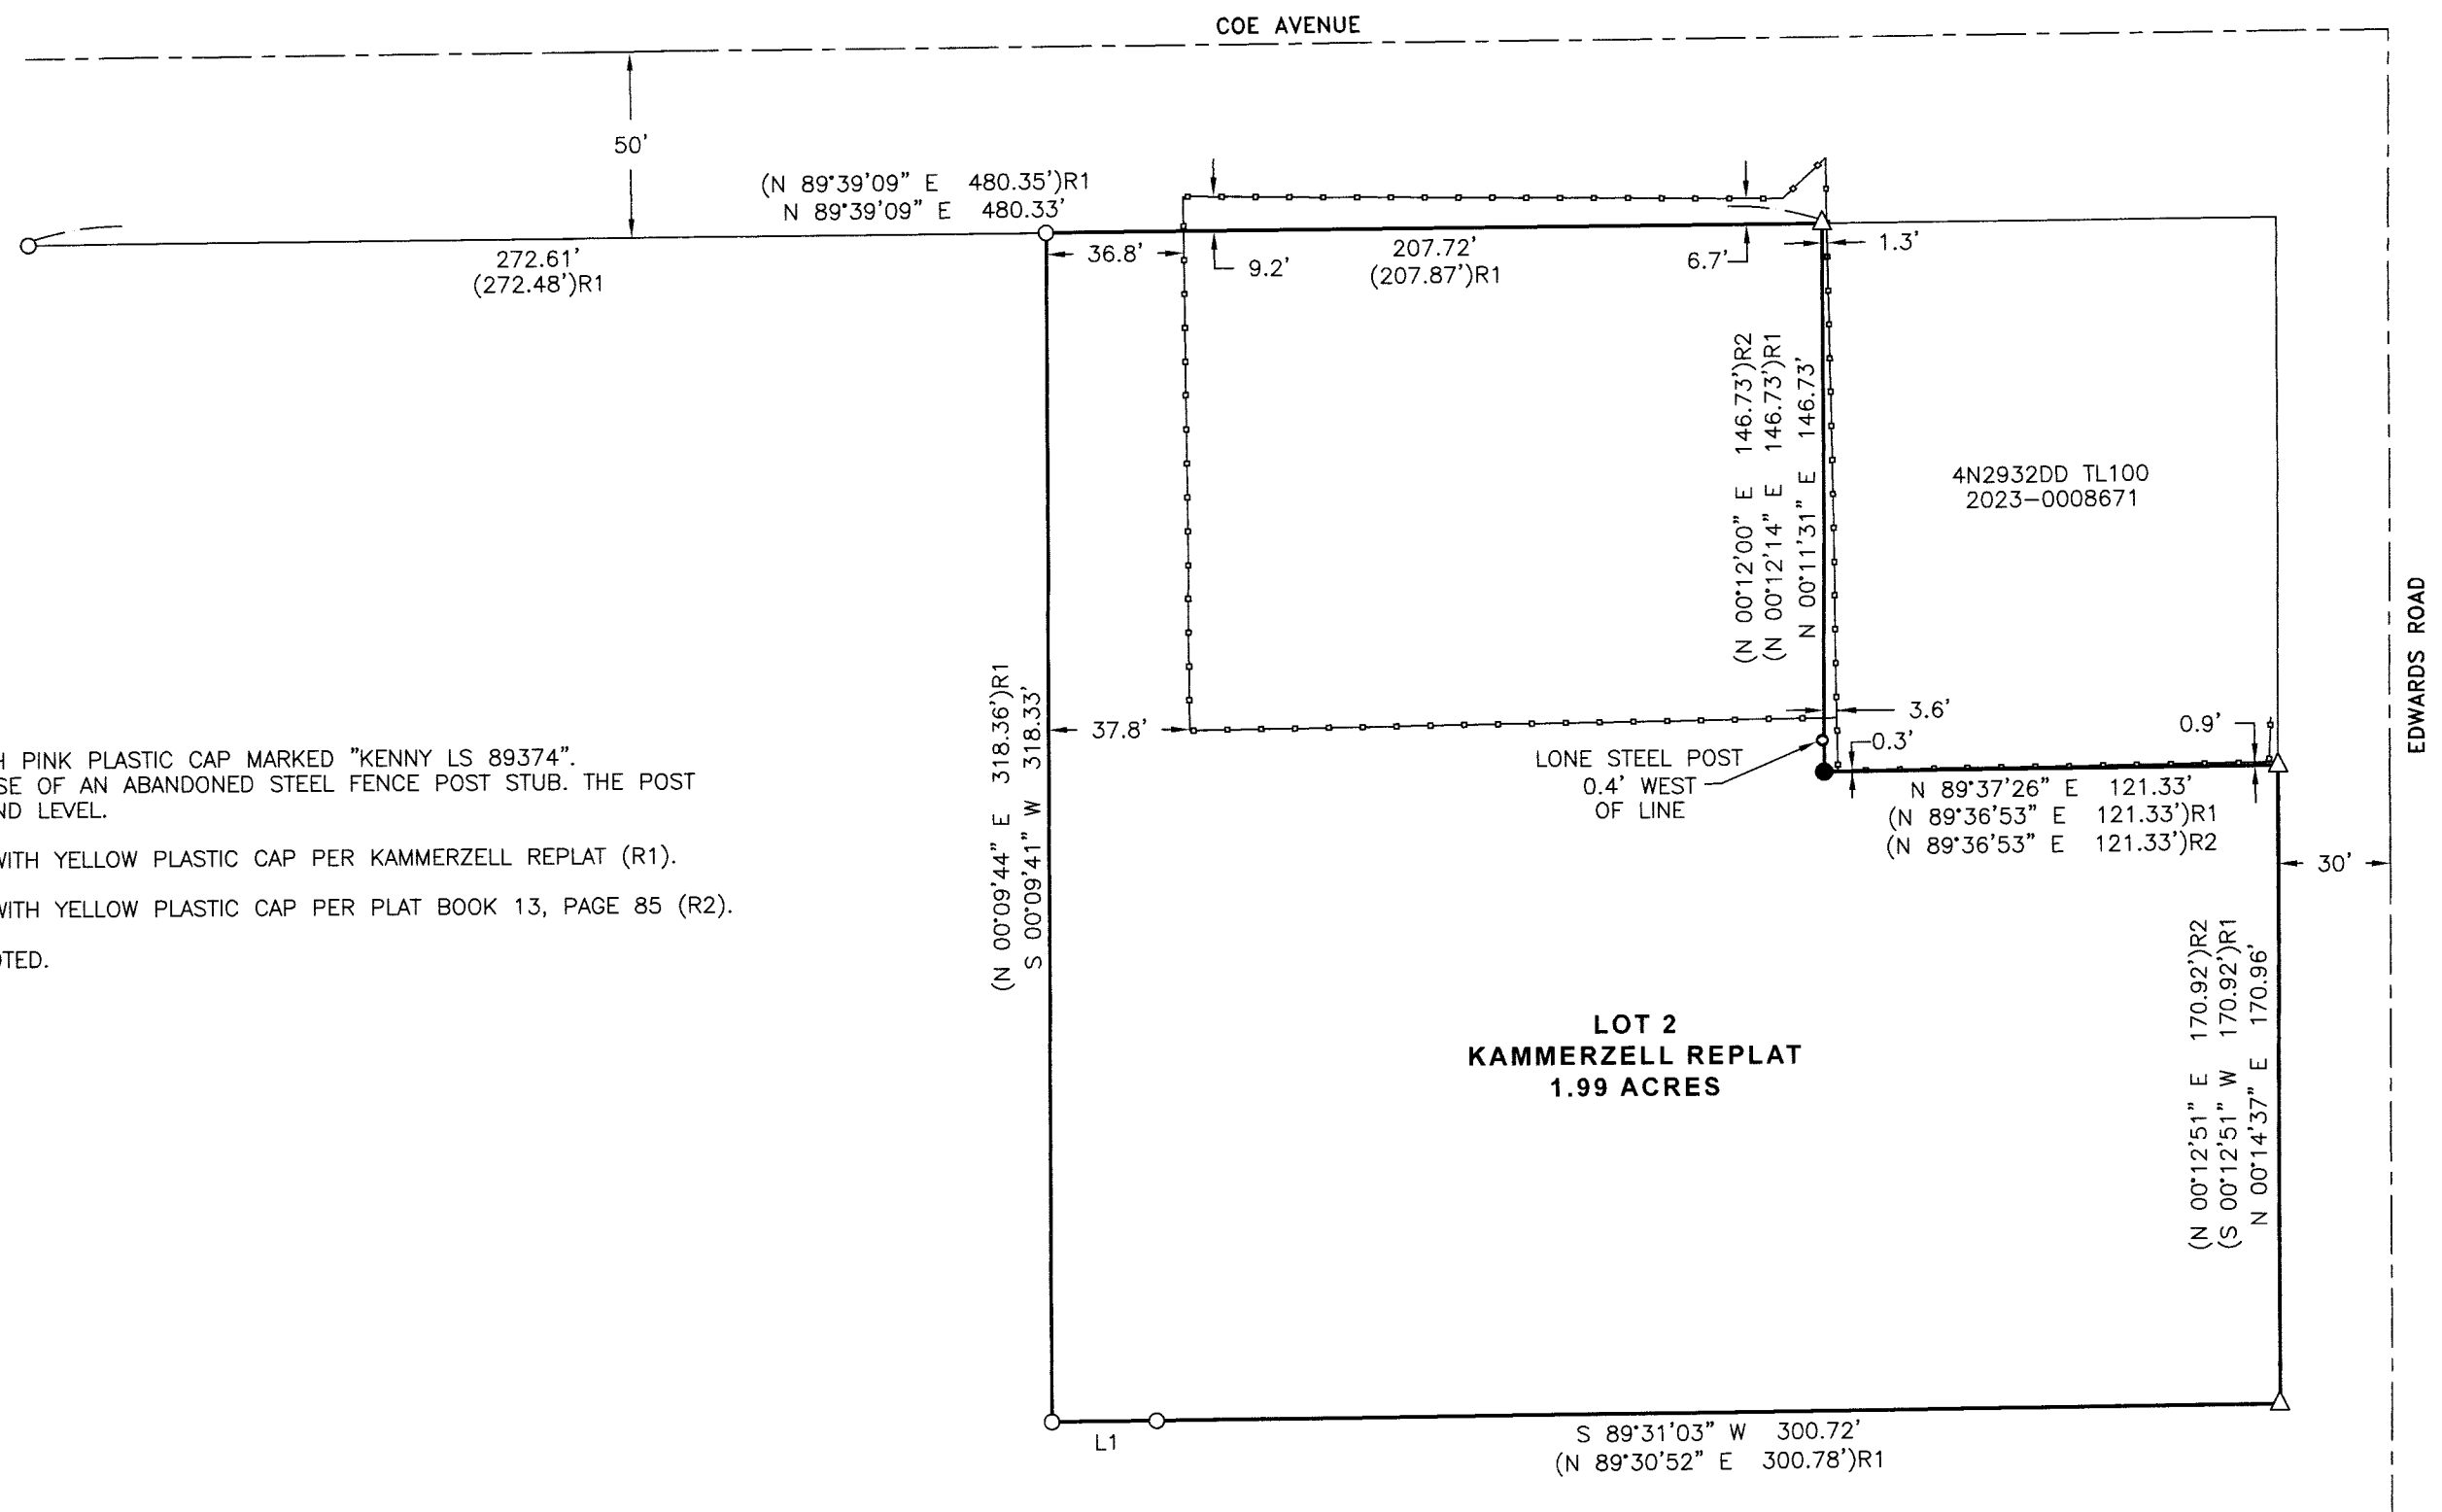 COE AVENUE
50'
(N 89°39'09" E 480.35')R1
N 89°39'09" E 480.33'
272.61'
(272.48')R1
36.8'
9.2'
207.72'
(207.87')R1
6.7'
1.3'
(N 00°12'00" E 146.73')R2
(N 00°12'14" E 146.73')R1
N 00°11'31" E 146.73'
4N2932DD TL100
2023-0008671
EDWARDS ROAD
(N 00°09'44" E 318.36')R1
S 00°09'41" W 318.33'
37.8'
3.6'
0.9'
0.3'
LONE STEEL POST
0.4' WEST
OF LINE
N 89°37'26" E 121.33'
(N 89°36'53" E 121.33')R1
(N 89°36'53" E 121.33')R2
30'
PINK PLASTIC CAP MARKED "KENNY LS 89374".
OF AN ABANDONED STEEL FENCE POST STUB. THE POST
LEVEL.
WITH YELLOW PLASTIC CAP PER KAMMERZELL REPLAT (R1).
WITH YELLOW PLASTIC CAP PER PLAT BOOK 13, PAGE 85 (R2).
(N 00°12'51" E 170.92')R2
(S 00°12'51" W 170.92')R1
N 00°14'37" E 170.96'
LOT 2
KAMMERZELL REPLAT
1.99 ACRES
L1
S 89°31'03" W 300.72'
(N 89°30'52" E 300.78')R1